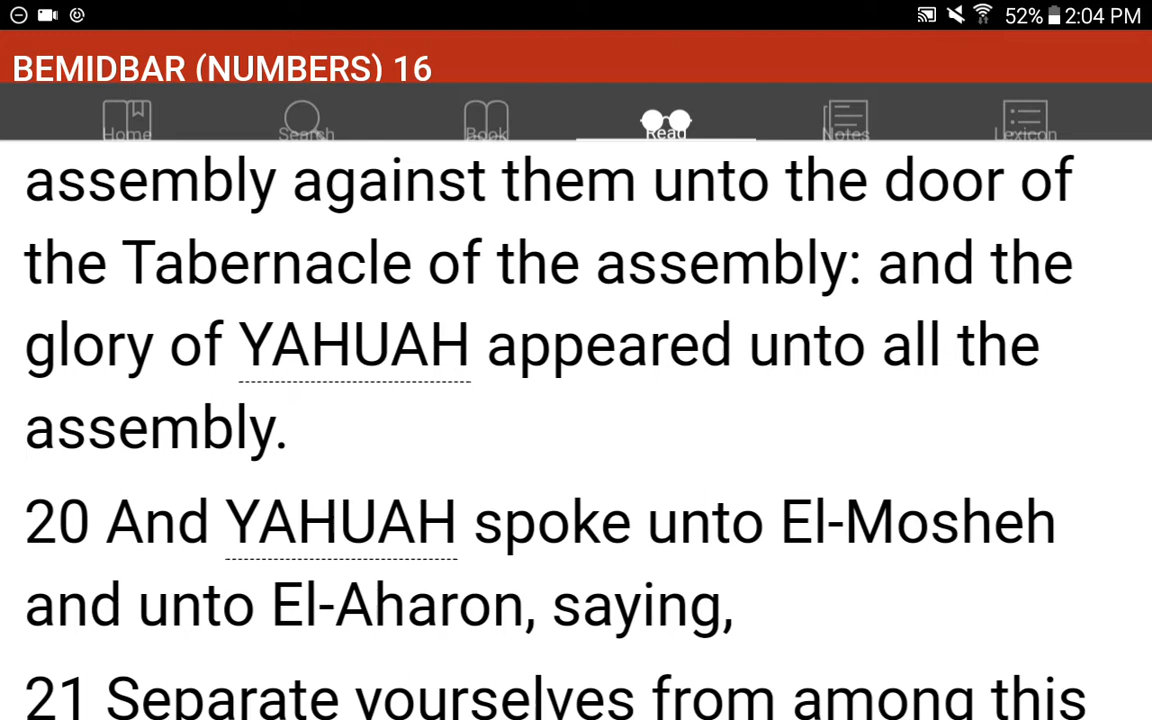 52% 2:04 PM
BEMIDBAR (NUMBERS) 16
Home Search Book Read Notes Lexicon
assembly against them unto the door of
the Tabernacle of the assembly: and the
glory of YAHUAH appeared unto all the
assembly.
20 And YAHUAH spoke unto El-Mosheh
and unto El-Aharon, saying,
21 Separate yourselves from among this